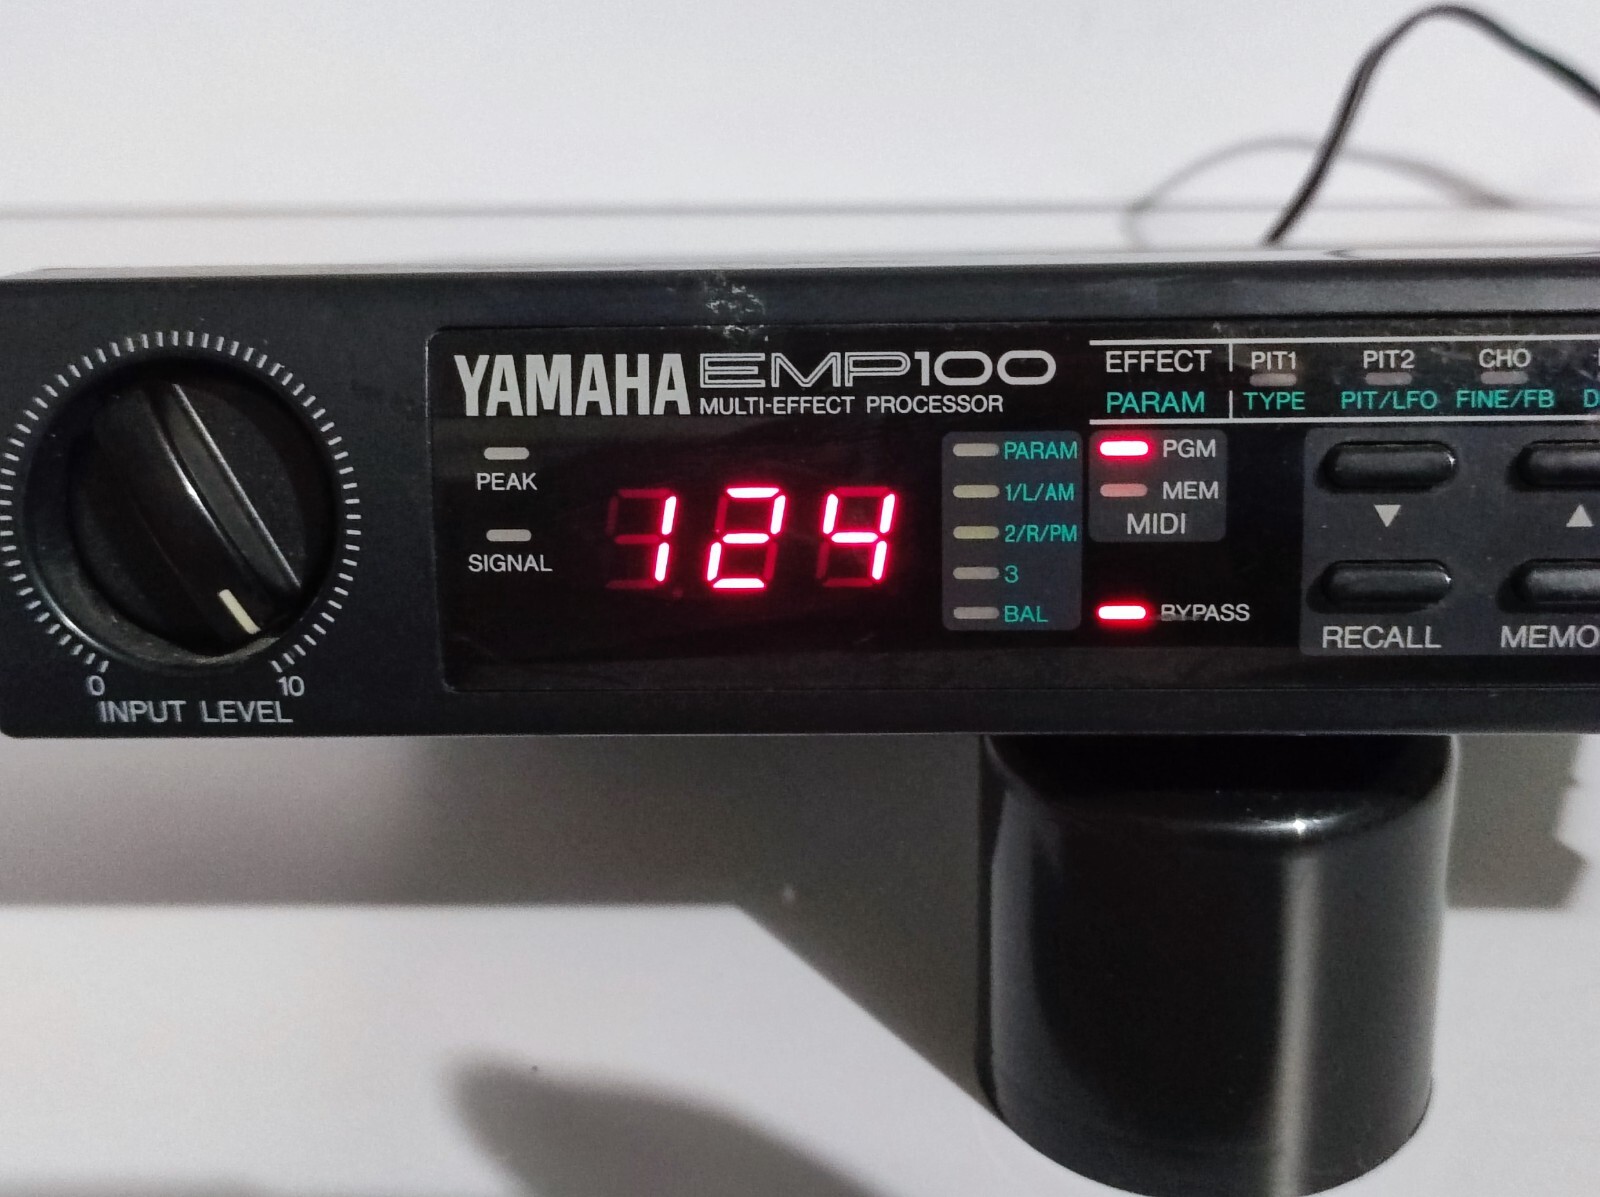 YAMAHA EMP100
MULTI-EFFECT PROCESSOR
EFFECT PIT1 PIT2 CHO
PARAM TYPE PIT/LFO FINE/FB D
PEAK
SIGNAL
124
PARAM
1/L/AM
2/R/PM
3
BAL
PGM
MEM
MIDI
BYPASS
▼ ▲
RECALL MEMO
0 10
INPUT LEVEL